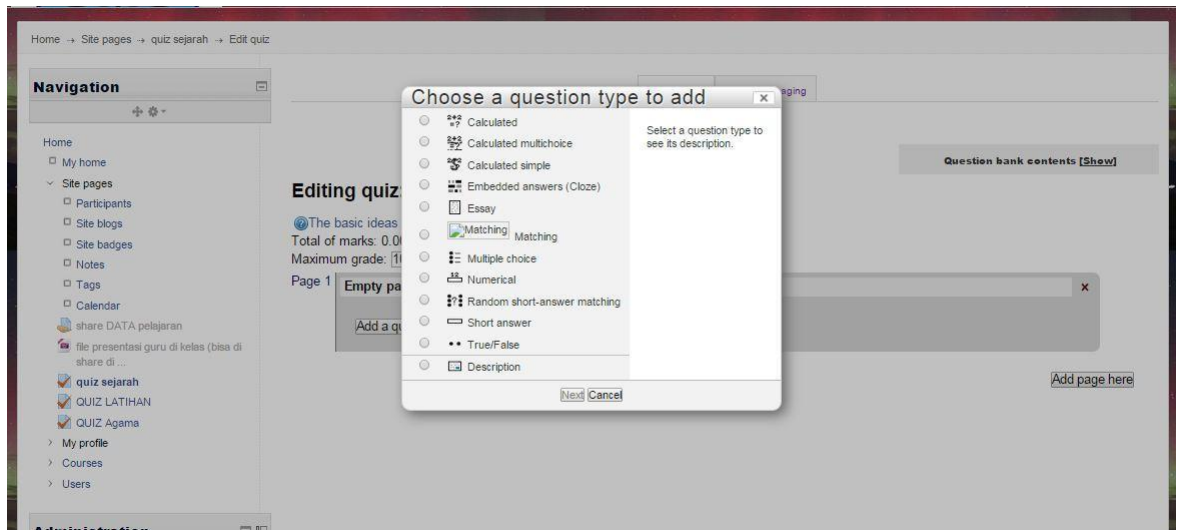 Home → Site pages → quiz sejarah → Edit quiz
Navigation
Home
My home
Site pages
Participants
Site blogs
Site badges
Notes
Tags
Calendar
share DATA pelajaran
file presentasi guru di kelas (bisa di
share di ...
quiz sejarah
QUIZ LATIHAN
QUIZ Agama
My profile
Courses
Users
Question bank contents [Show]
Editing quiz:
The basic ideas
Total of marks: 0.00
Maximum grade:
Page 1
Empty pa
Add a qu
Add page here
Choose a question type to add
Calculated
Calculated multichoice
Calculated simple
Embedded answers (Cloze)
Essay
Matching Matching
Multiple choice
Numerical
Random short-answer matching
Short answer
True/False
Description
Select a question type to
see its description.
Next Cancel